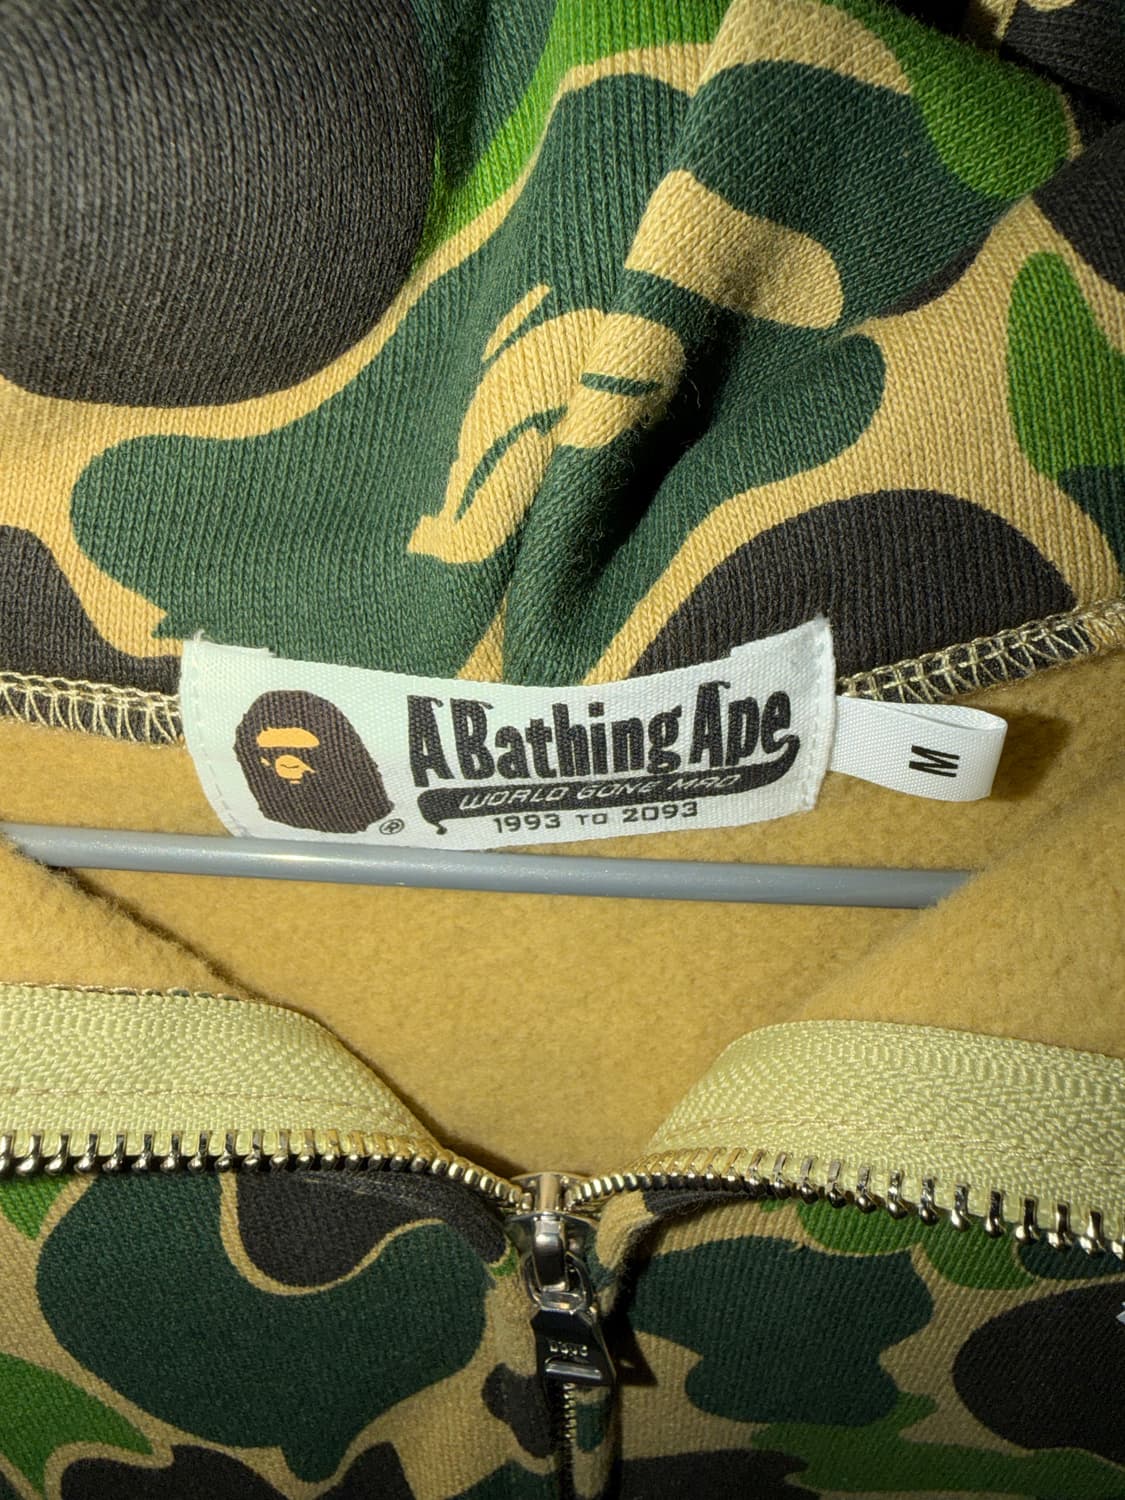 A Bathing Ape
WORLD GONE MAD
1993 TO 2093
®
M